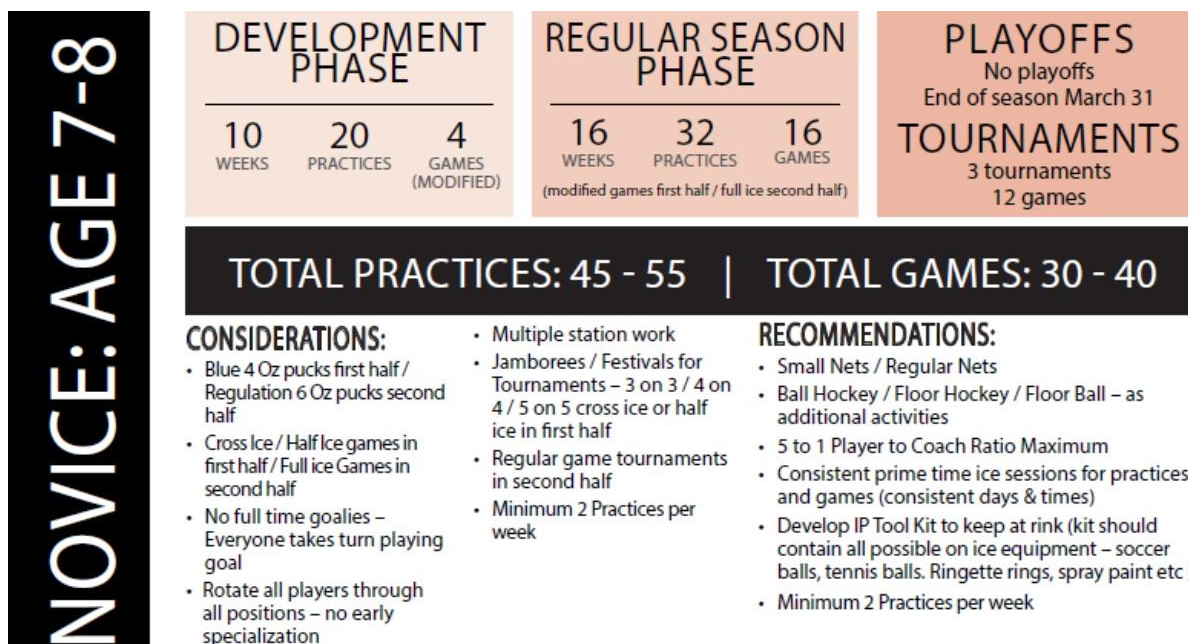 NOVICE: AGE 7-8
DEVELOPMENT
PHASE
10
WEEKS
20
PRACTICES
4
GAMES
(MODIFIED)
REGULAR SEASON
PHASE
16
WEEKS
32
PRACTICES
16
GAMES
(modified games first half / full ice second half)
PLAYOFFS
No playoffs
End of season March 31
TOURNAMENTS
3 tournaments
12 games
TOTAL PRACTICES: 45 - 55 | TOTAL GAMES: 30 - 40
CONSIDERATIONS:
• Blue 4 Oz pucks first half /
Regulation 6 Oz pucks second
half
• Cross Ice / Half Ice games in
first half / Full ice Games in
second half
• No full time goalies –
Everyone takes turn playing
goal
• Rotate all players through
all positions – no early
specialization
• Multiple station work
• Jamborees / Festivals for
Tournaments – 3 on 3 / 4 on
4 / 5 on 5 cross ice or half
ice in first half
• Regular game tournaments
in second half
• Minimum 2 Practices per
week
RECOMMENDATIONS:
• Small Nets / Regular Nets
• Ball Hockey / Floor Hockey / Floor Ball – as
additional activities
• 5 to 1 Player to Coach Ratio Maximum
• Consistent prime time ice sessions for practices
and games (consistent days & times)
• Develop IP Tool Kit to keep at rink (kit should
contain all possible on ice equipment – soccer
balls, tennis balls. Ringette rings, spray paint etc
• Minimum 2 Practices per week